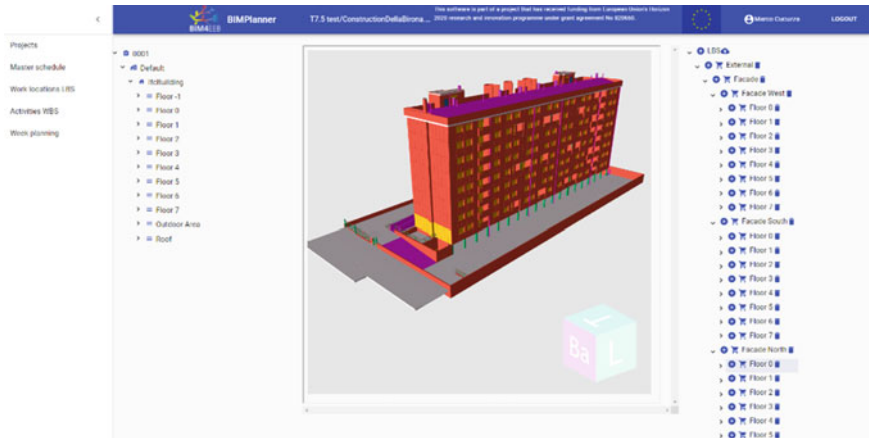 BIM4EEB
BIMPlanner
T7.5 test/ConstructionDellaBirona...
This software is part of a project that has received funding from European Union's Horizon
2020 research and innovation programme under grant agreement No 820660.
Marco Cucuzza
LOGOUT
Projects
Master schedule
Work locations LBS
Activities WBS
Week planning
0001
Default
IfcBuilding
Floor -1
Floor 0
Floor 1
Floor 2
Floor 3
Floor 4
Floor 5
Floor 6
Floor 7
Outdoor Area
Roof
Ba
L
LBS
External
Facade
Facade West
Floor 0
Floor 1
Floor 2
Floor 3
Floor 4
Floor 5
Floor 6
Floor 7
Facade South
Floor 0
Floor 1
Floor 2
Floor 3
Floor 4
Floor 5
Floor 6
Floor 7
Facade North
Floor 0
Floor 1
Floor 2
Floor 3
Floor 4
Floor 5